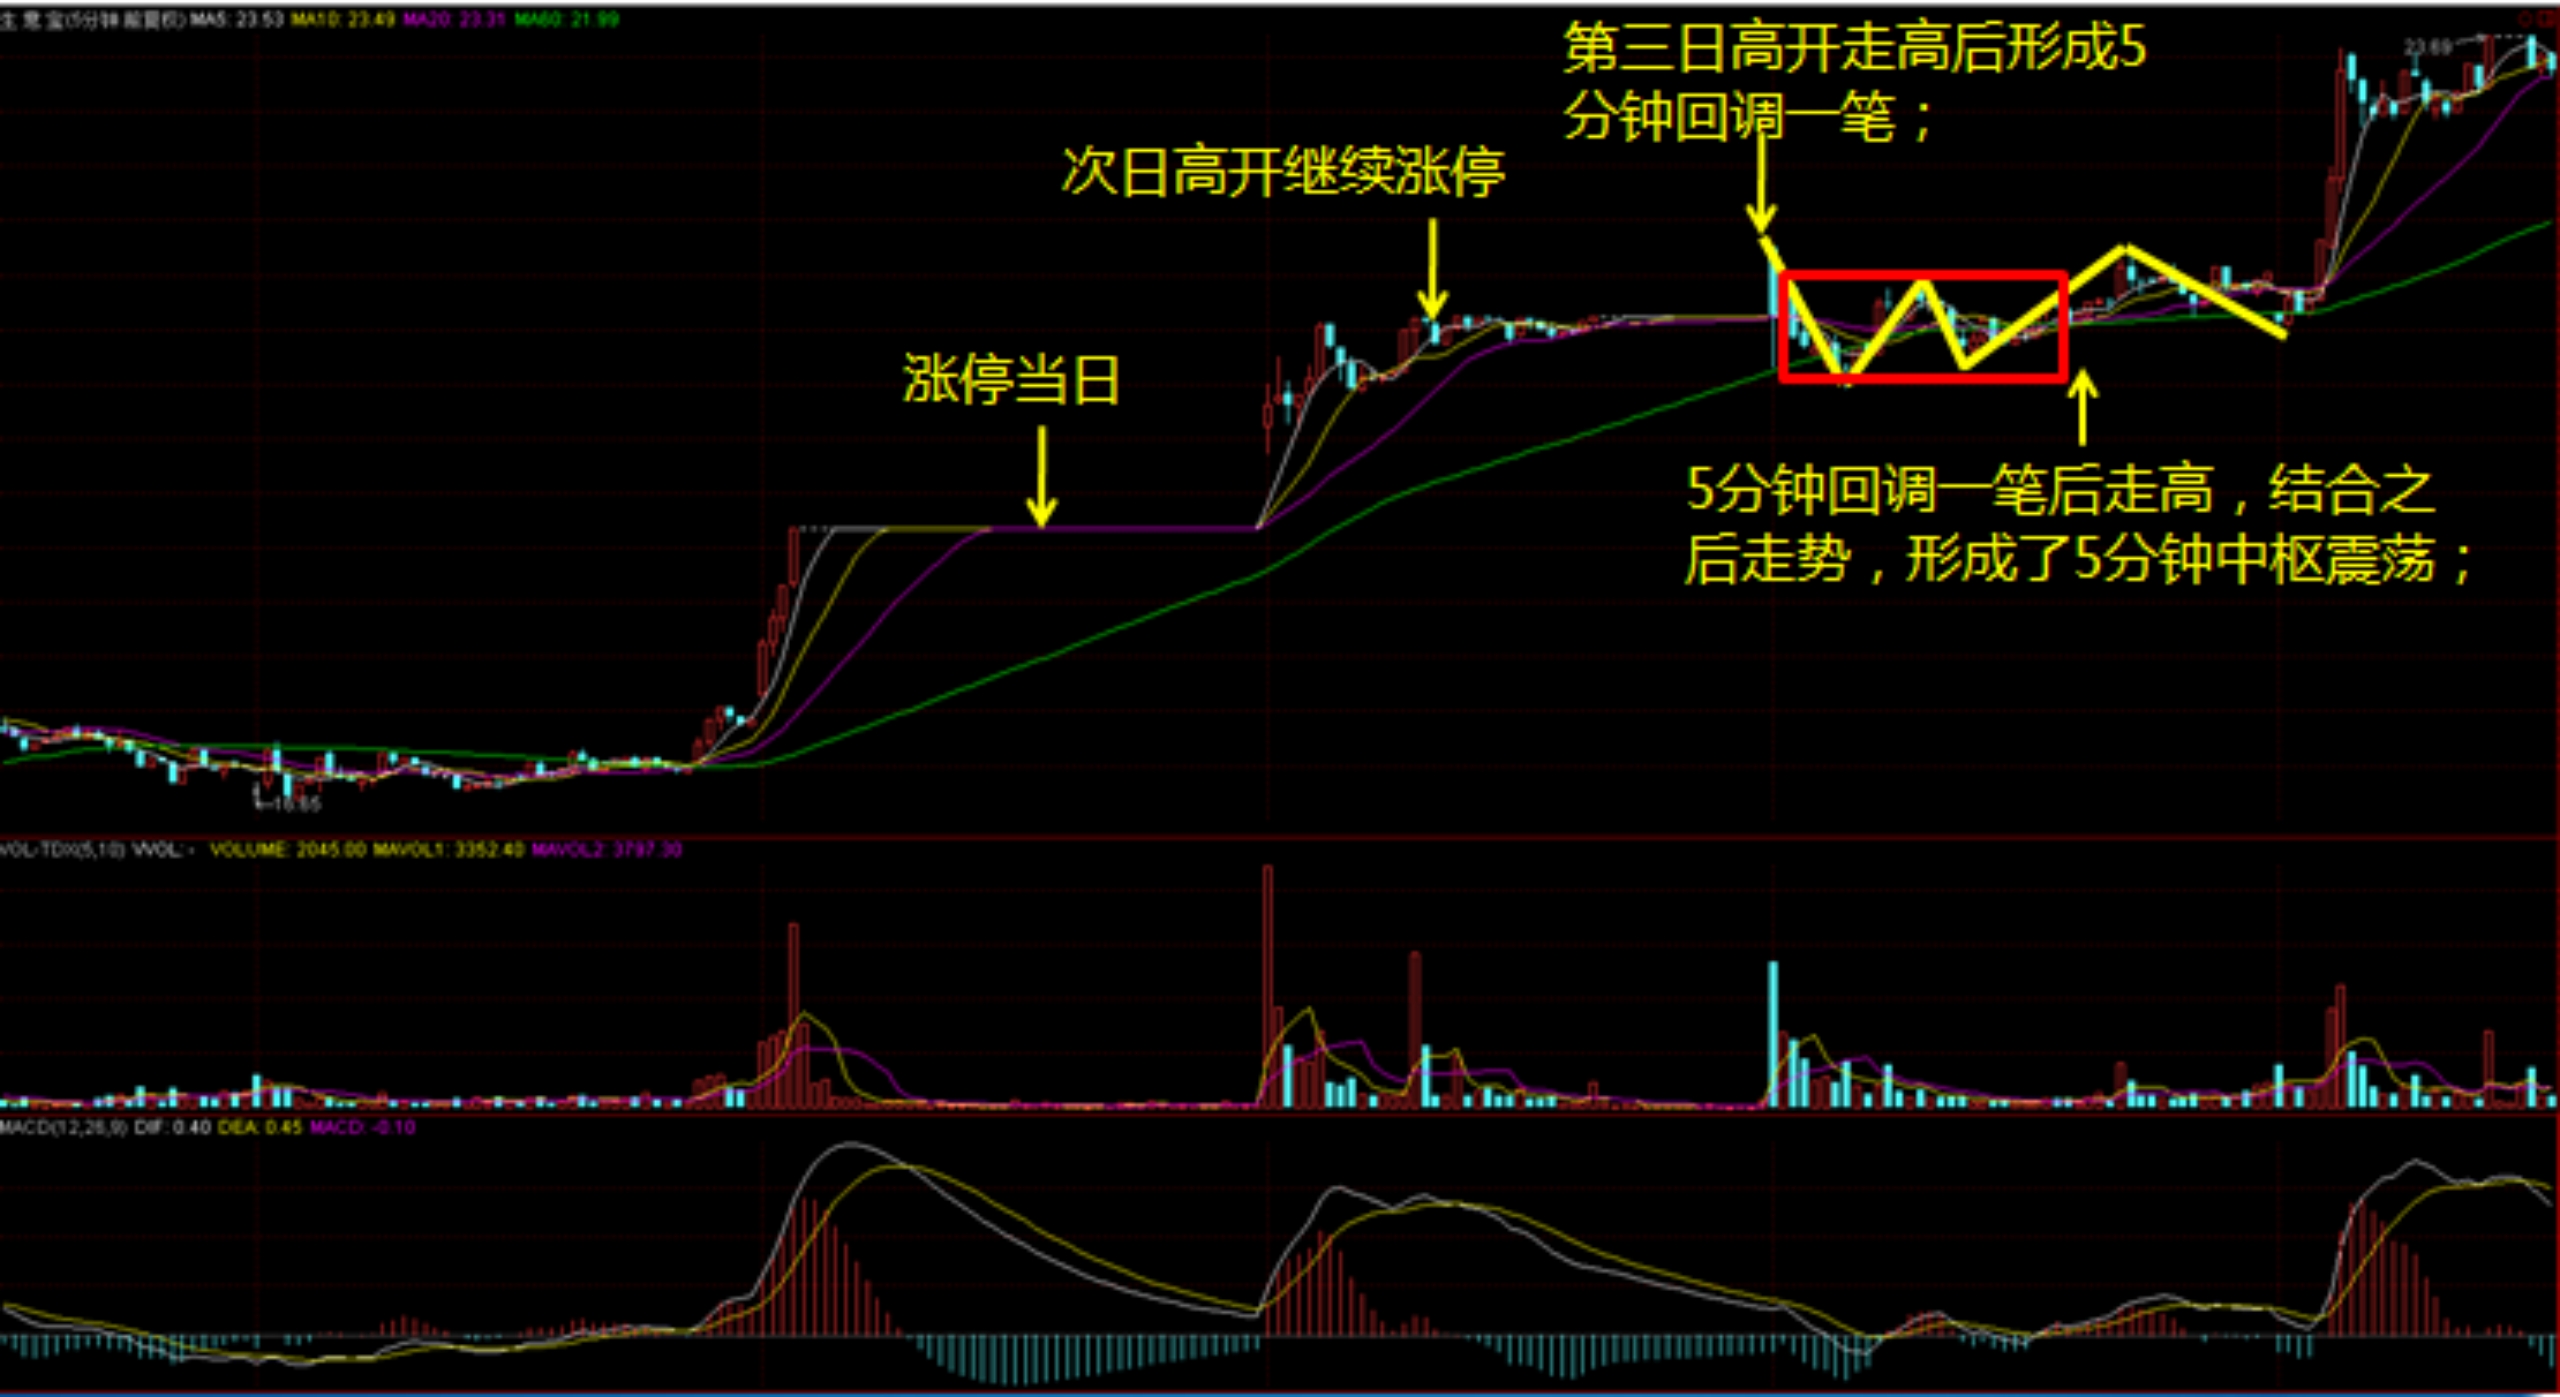 生意宝(5分钟 前复权) MA5: 23.53 MA10: 23.49 MA20: 23.31 MA60: 21.99
第三日高开走高后形成5
分钟回调一笔；
23.69
次日高开继续涨停
涨停当日
5分钟回调一笔后走高，结合之
后走势，形成了5分钟中枢震荡；
VOL-TDX(5,10) VVOL: - VOLUME: 2045.00 MAVOL1: 3352.40 MAVOL2: 3797.30
MACD(12,26,9) DIF: 0.40 DEA: 0.45 MACD: -0.10